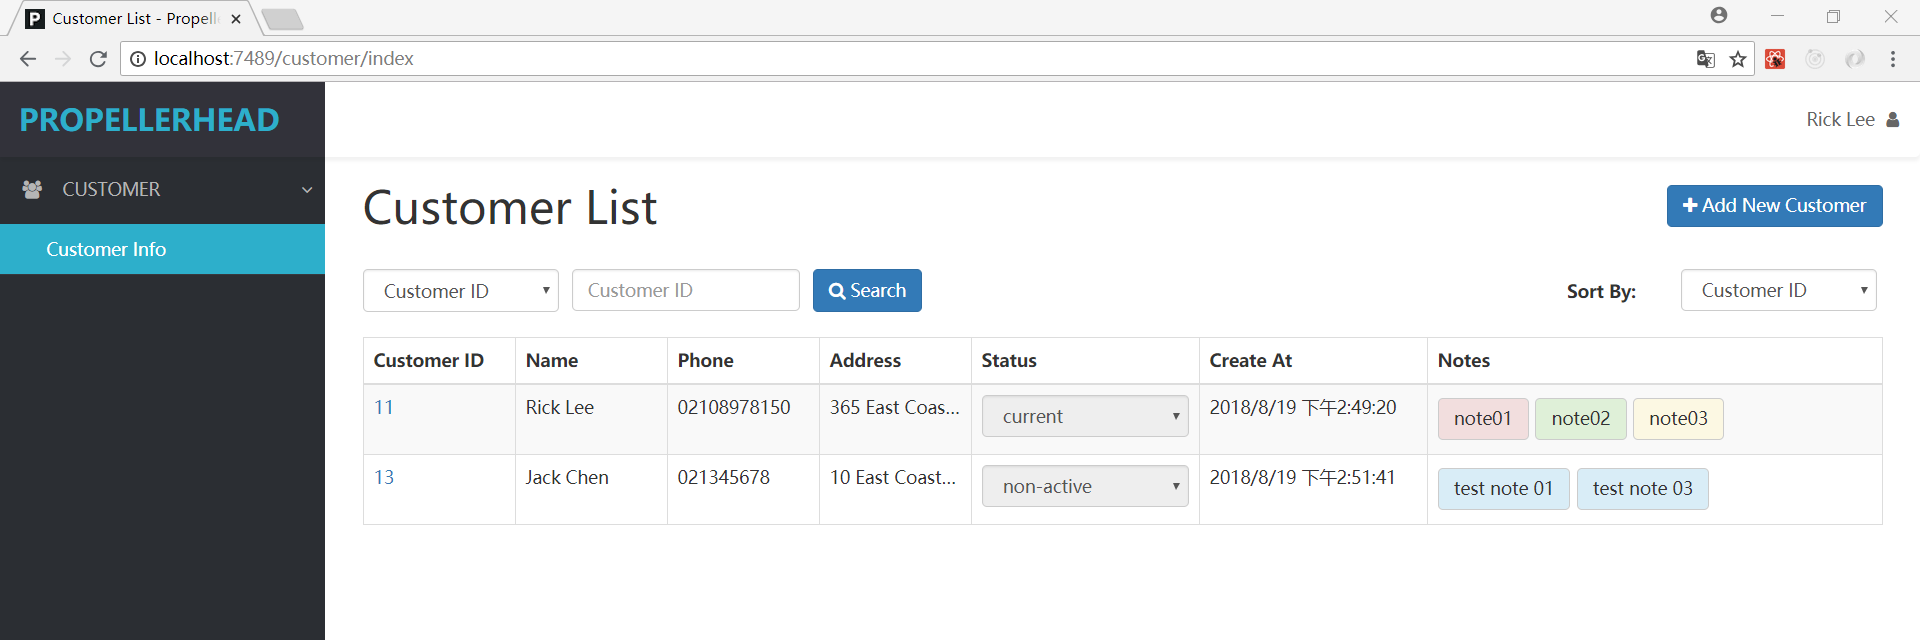 Customer List - Propell
localhost:7489/customer/index
PROPELLERHEAD
Rick Lee
CUSTOMER
Customer Info
Customer List
Add New Customer
Customer ID
Customer ID
Search
Sort By:
Customer ID
Customer ID Name Phone Address Status Create At Notes
11 Rick Lee 02108978150 365 East Coas... current 2018/8/19 下午2:49:20 note01 note02 note03
13 Jack Chen 021345678 10 East Coast... non-active 2018/8/19 下午2:51:41 test note 01 test note 03